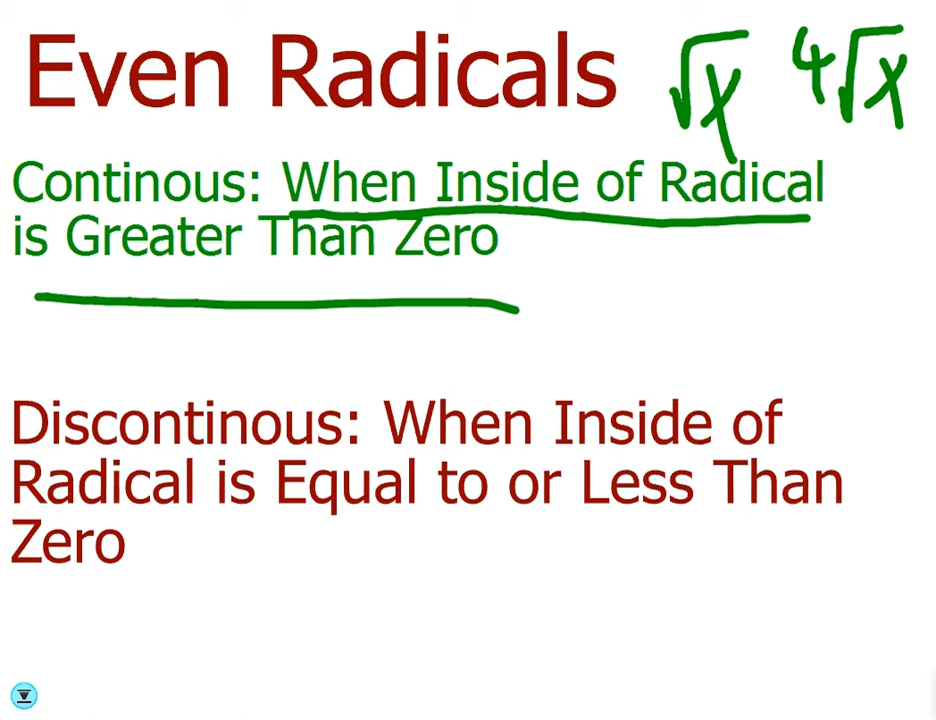 Even Radicals √x ∜x
Continous: When Inside of Radical
is Greater Than Zero
Discontinous: When Inside of
Radical is Equal to or Less Than
Zero